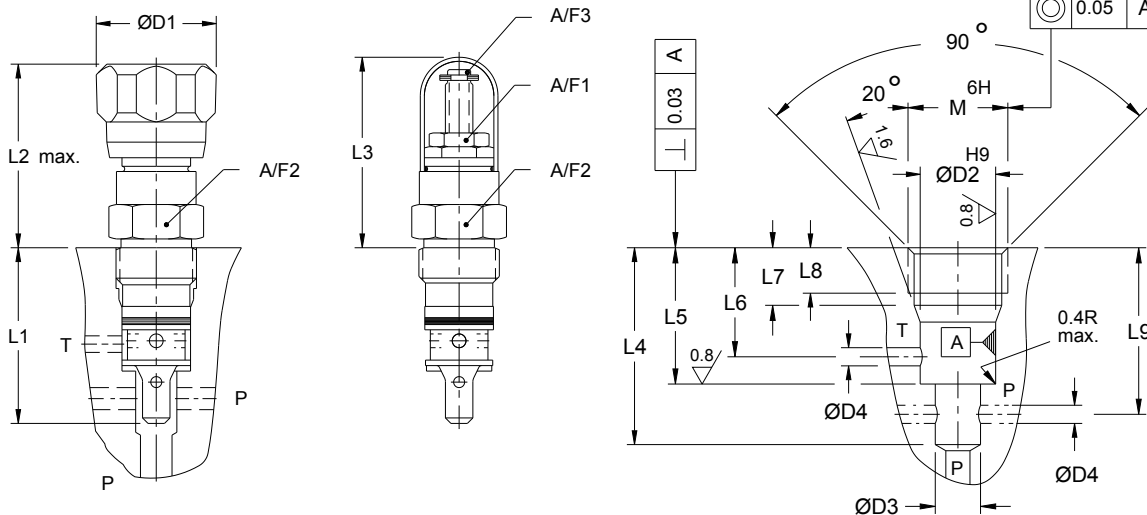 ØD1
L2 max.
A/F2
L1
T
P
P
A/F3
A/F1
L3
A/F2
0.05 A
⊥ 0.03 A
90°
20°
6H
M
1.6
H9
ØD2
0.8
L7
L8
L6
L5
L4
0.8
T
A
0.4R
max.
L9
P
ØD4
ØD4
P
ØD3